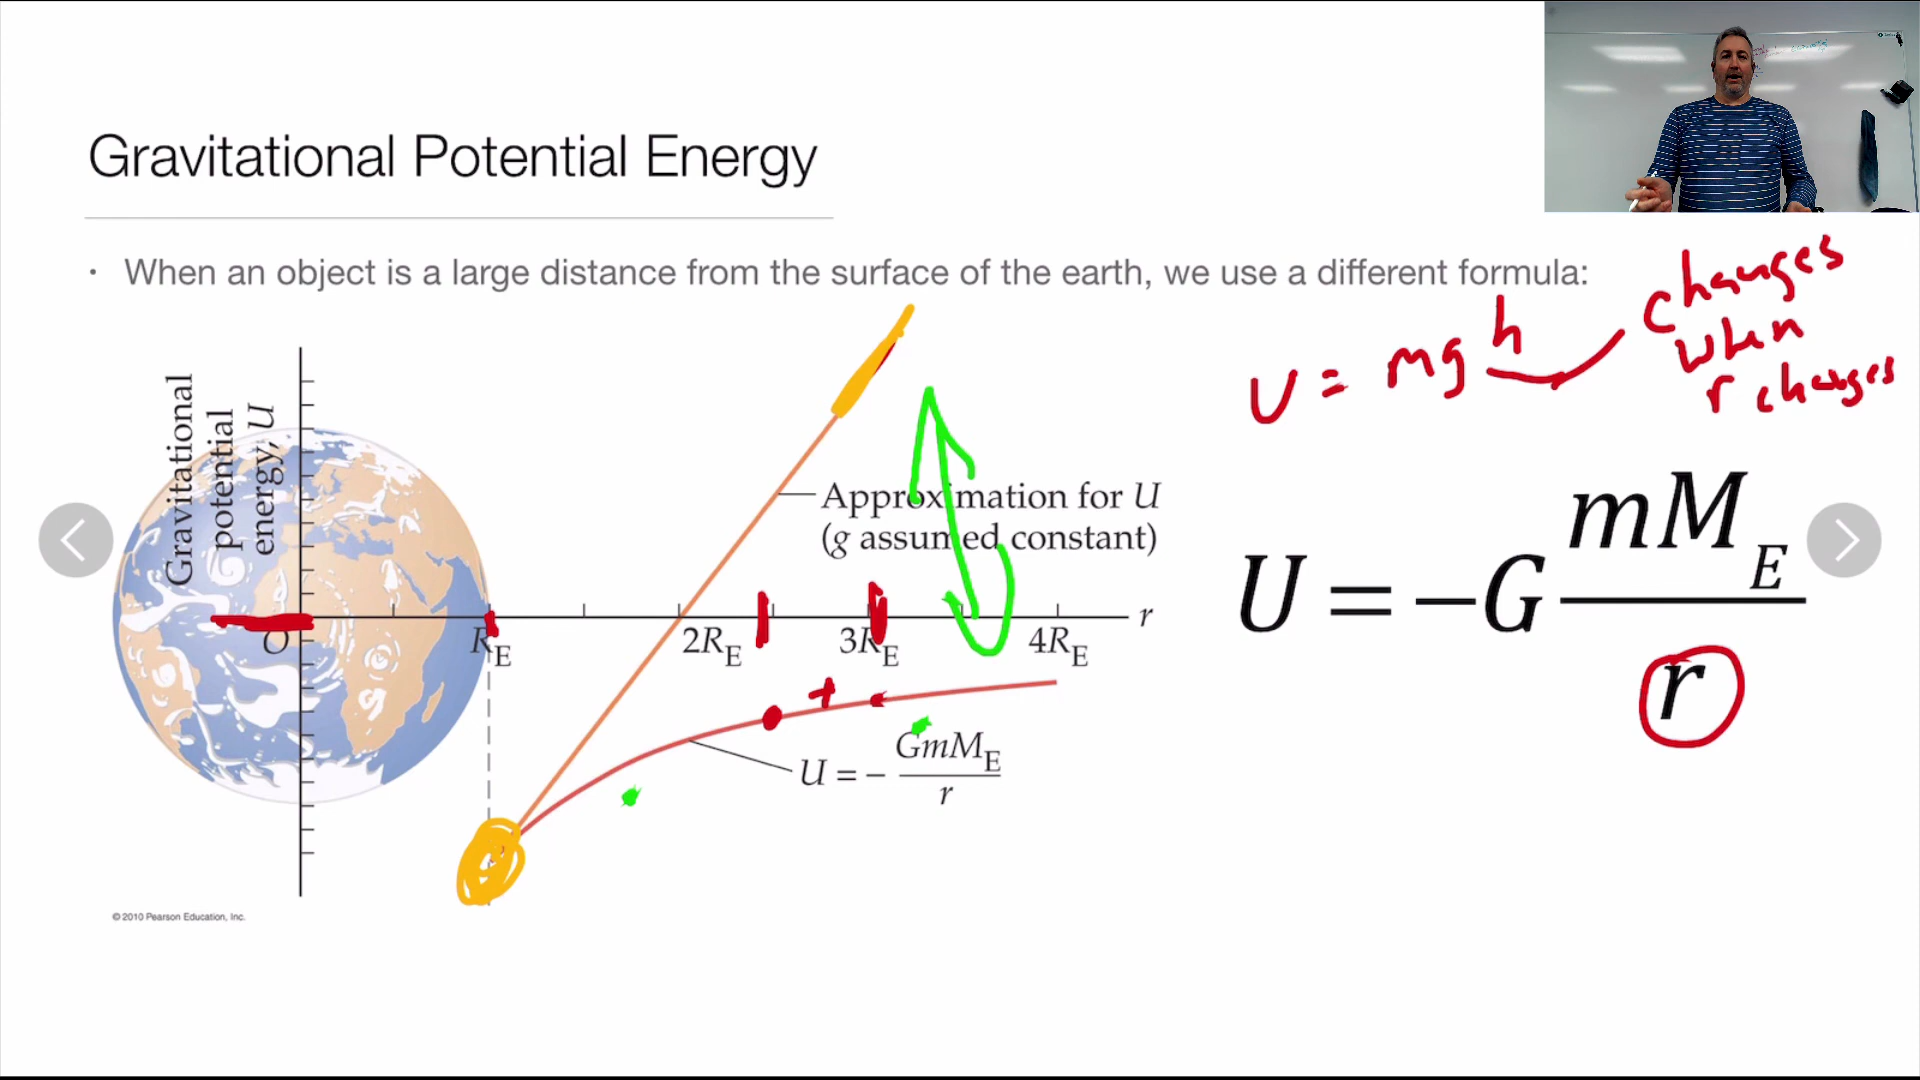 Gravitational Potential Energy
· When an object is a large distance from the surface of the earth, we use a different formula:
U = mgh
changes
when
r changes
Gravitational
potential
energy, U
Approximation for U
(g assumed constant)
O
R_E
2R_E
3R_E
4R_E
r
+
U = − GmM_E / r
U = −G mM_E / r
© 2010 Pearson Education, Inc.